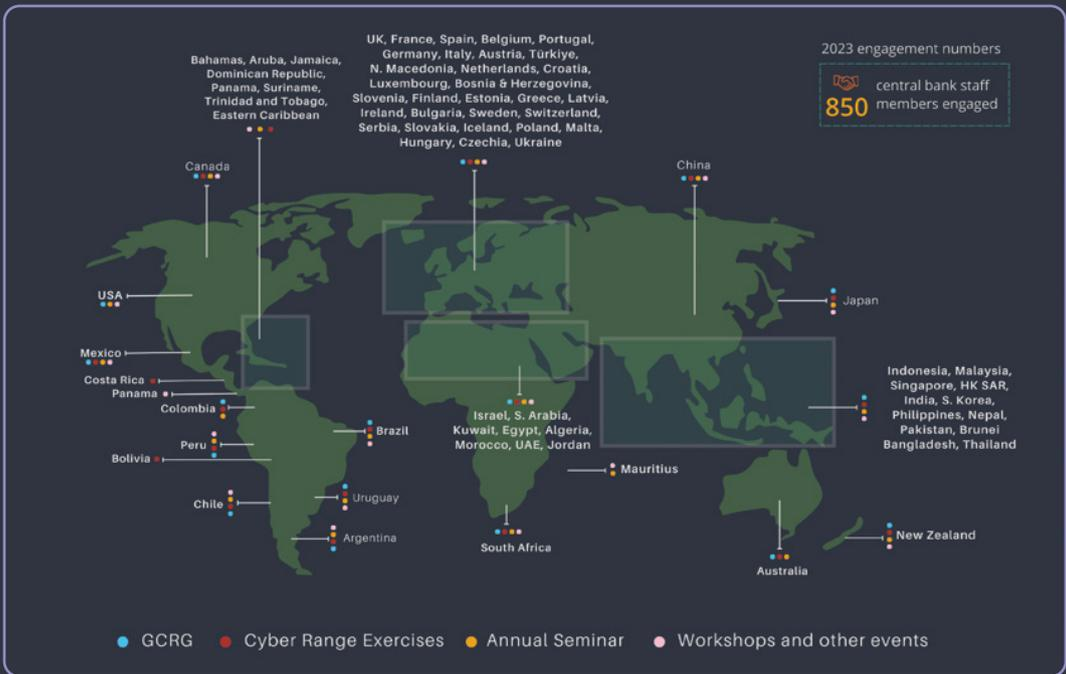 UK, France, Spain, Belgium, Portugal,
Germany, Italy, Austria, Türkiye,
N. Macedonia, Netherlands, Croatia,
Luxembourg, Bosnia & Herzegovina,
Slovenia, Finland, Estonia, Greece, Latvia,
Ireland, Bulgaria, Sweden, Switzerland,
Serbia, Slovakia, Iceland, Poland, Malta,
Hungary, Czechia, Ukraine
Bahamas, Aruba, Jamaica,
Dominican Republic,
Panama, Suriname,
Trinidad and Tobago,
Eastern Caribbean
2023 engagement numbers
850
central bank staff
members engaged
Canada
China
USA
Japan
Mexico
Costa Rica
Panama
Colombia
Peru
Bolivia
Chile
Brazil
Uruguay
Argentina
Israel, S. Arabia,
Kuwait, Egypt, Algeria,
Morocco, UAE, Jordan
Indonesia, Malaysia,
Singapore, HK SAR,
India, S. Korea,
Philippines, Nepal,
Pakistan, Brunei
Bangladesh, Thailand
Mauritius
South Africa
New Zealand
Australia
GCRG
Cyber Range Exercises
Annual Seminar
Workshops and other events